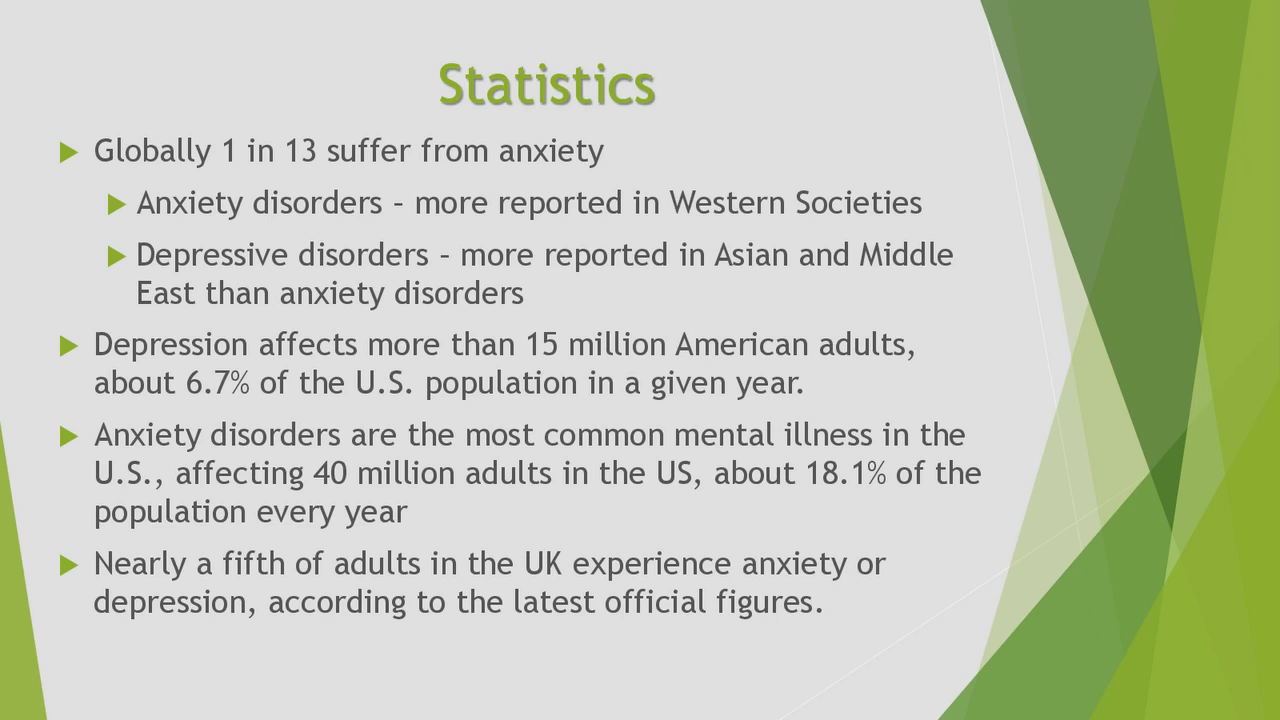 Statistics
Globally 1 in 13 suffer from anxiety
Anxiety disorders – more reported in Western Societies
Depressive disorders – more reported in Asian and Middle
East than anxiety disorders
Depression affects more than 15 million American adults,
about 6.7% of the U.S. population in a given year.
Anxiety disorders are the most common mental illness in the
U.S., affecting 40 million adults in the US, about 18.1% of the
population every year
Nearly a fifth of adults in the UK experience anxiety or
depression, according to the latest official figures.